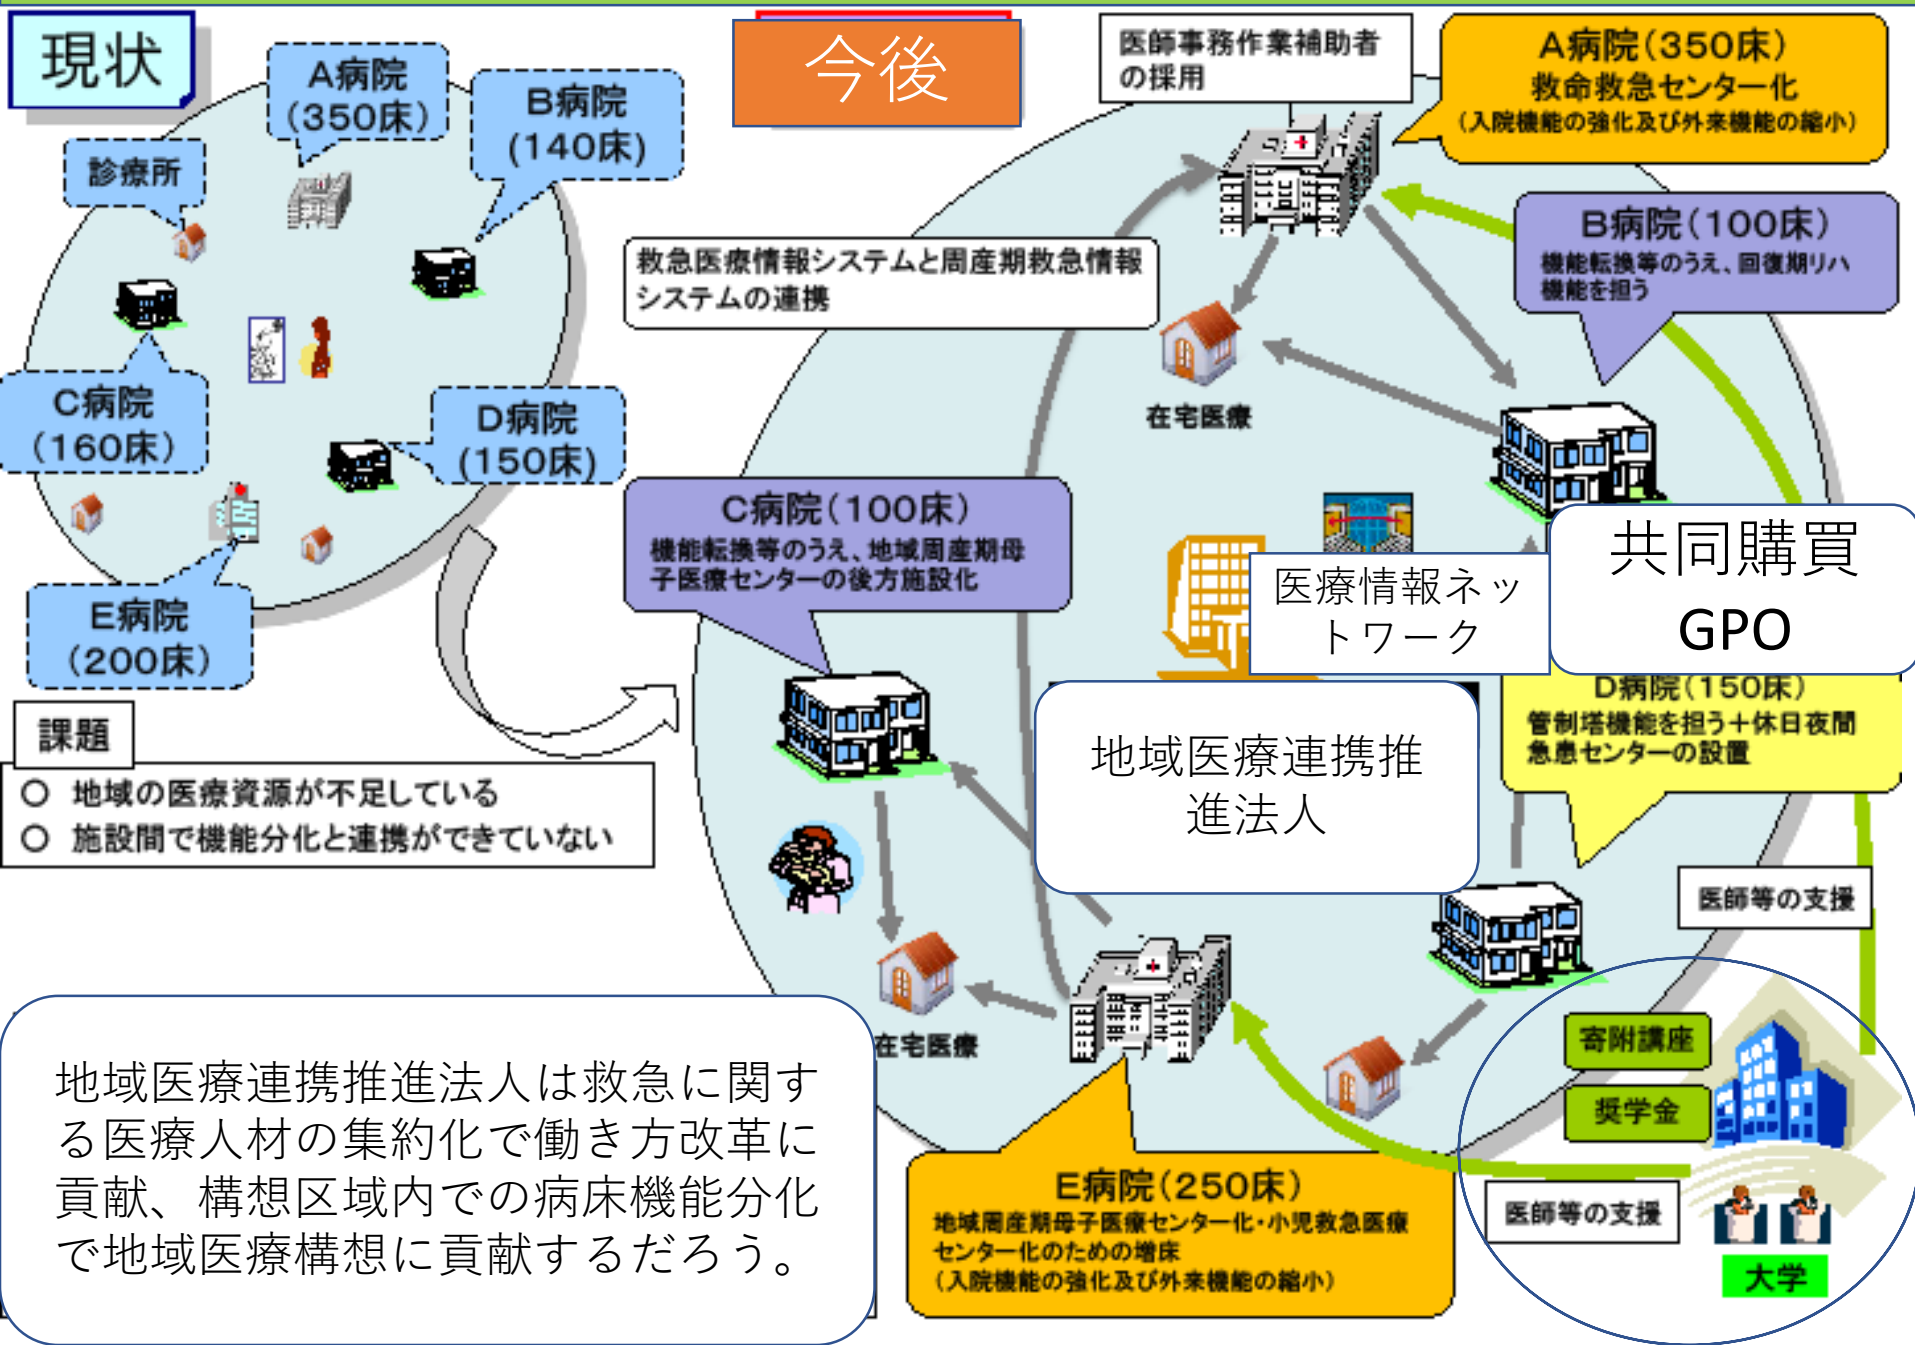 現状
A病院
(350床)
B病院
(140床)
診療所
C病院
(160床)
D病院
(150床)
E病院
(200床)
課題
○ 地域の医療資源が不足している
○ 施設間で機能分化と連携ができていない
今後
医師事務作業補助者
の採用
A病院(350床)
救命救急センター化
(入院機能の強化及び外来機能の縮小)
救急医療情報システムと周産期救急情報
システムの連携
B病院(100床)
機能転換等のうえ、回復期リハ
機能を担う
在宅医療
C病院(100床)
機能転換等のうえ、地域周産期母
子医療センターの後方施設化
医療情報ネッ
トワーク
共同購買
GPO
地域医療連携推
進法人
D病院(150床)
管制塔機能を担う+休日夜間
急患センターの設置
医師等の支援
在宅医療
寄附講座
奨学金
E病院(250床)
地域周産期母子医療センター化・小児救急医療
センター化のための増床
(入院機能の強化及び外来機能の縮小)
医師等の支援
大学
地域医療連携推進法人は救急に関す
る医療人材の集約化で働き方改革に
貢献、構想区域内での病床機能分化
で地域医療構想に貢献するだろう。